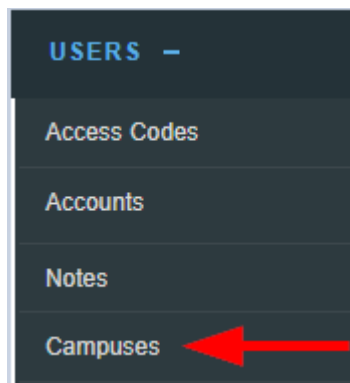 USERS –
Access Codes
Accounts
Notes
Campuses